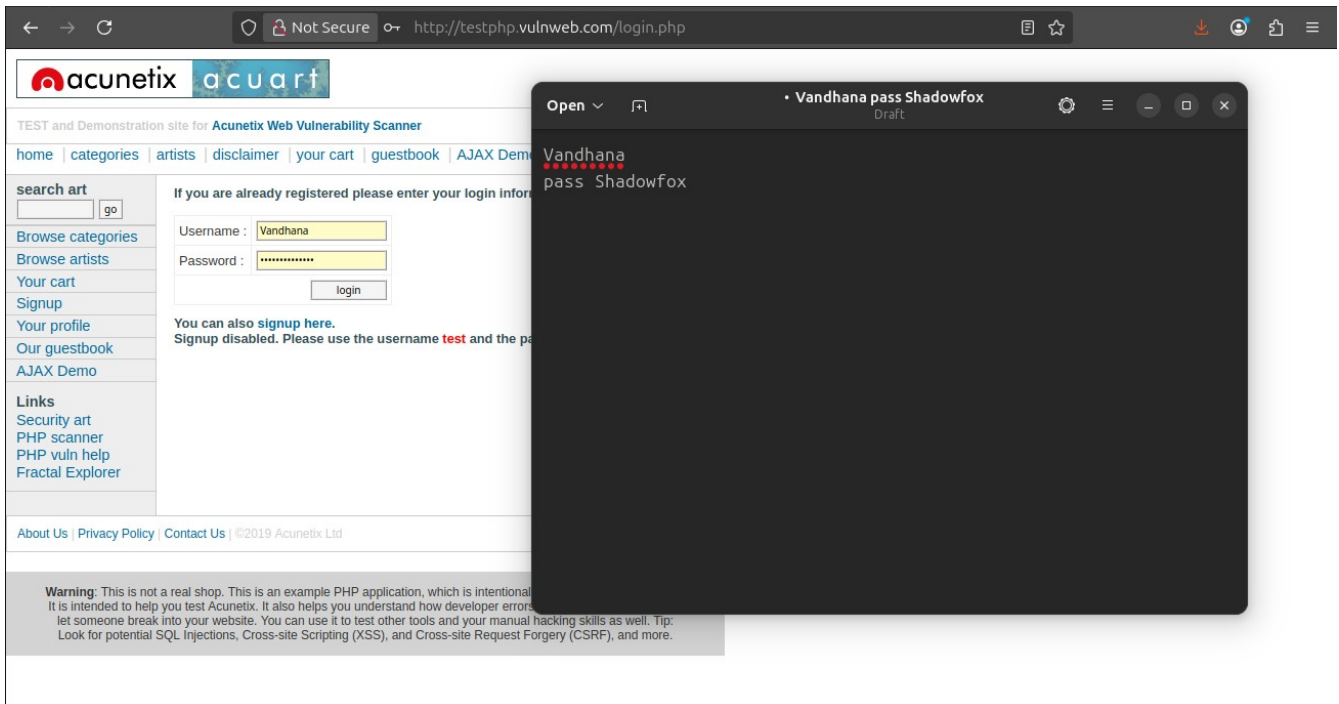 Not Secure http://testphp.vulnweb.com/login.php
acunetix acuart
TEST and Demonstration site for Acunetix Web Vulnerability Scanner
home | categories | artists | disclaimer | your cart | guestbook | AJAX Dem
search art
go
Browse categories
Browse artists
Your cart
Signup
Your profile
Our guestbook
AJAX Demo
Links
Security art
PHP scanner
PHP vuln help
Fractal Explorer
If you are already registered please enter your login infor
Username : Vandhana
Password : ••••••••••••••
login
You can also signup here.
Signup disabled. Please use the username test and the pa
About Us | Privacy Policy | Contact Us | ©2019 Acunetix Ltd
Warning: This is not a real shop. This is an example PHP application, which is intentional
It is intended to help you test Acunetix. It also helps you understand how developer errors
let someone break into your website. You can use it to test other tools and your manual hacking skills as well. Tip:
Look for potential SQL Injections, Cross-site Scripting (XSS), and Cross-site Request Forgery (CSRF), and more.
Open
• Vandhana pass Shadowfox
Draft
Vandhana
pass Shadowfox